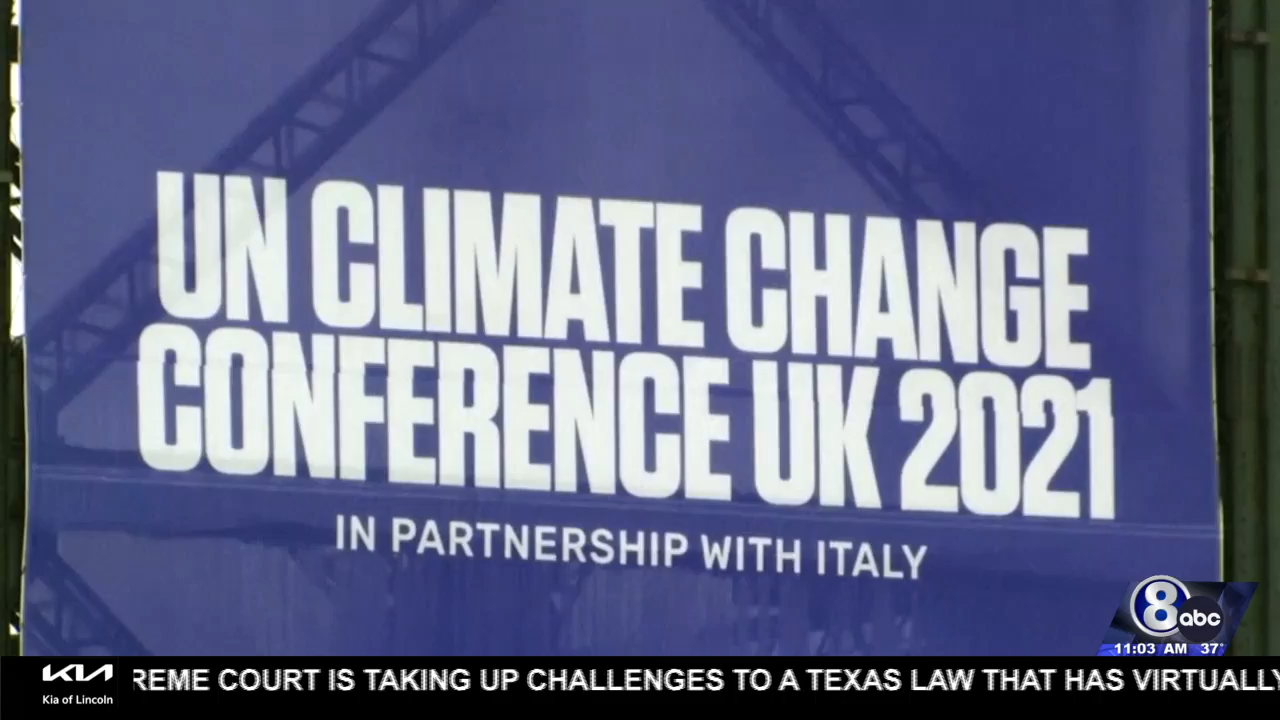 UN CLIMATE CHANGE
CONFERENCE UK 2021
IN PARTNERSHIP WITH ITALY
8 abc
11:03 AM 37°
KIA
Kia of Lincoln
REME COURT IS TAKING UP CHALLENGES TO A TEXAS LAW THAT HAS VIRTUALLY